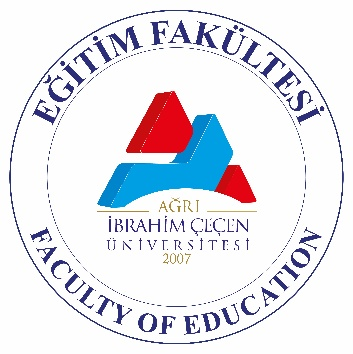 EĞİTİM FAKÜLTESİ
AĞRI
İBRAHİM ÇEÇEN
ÜNİVERSİTESİ
2007
FACULTY OF EDUCATION